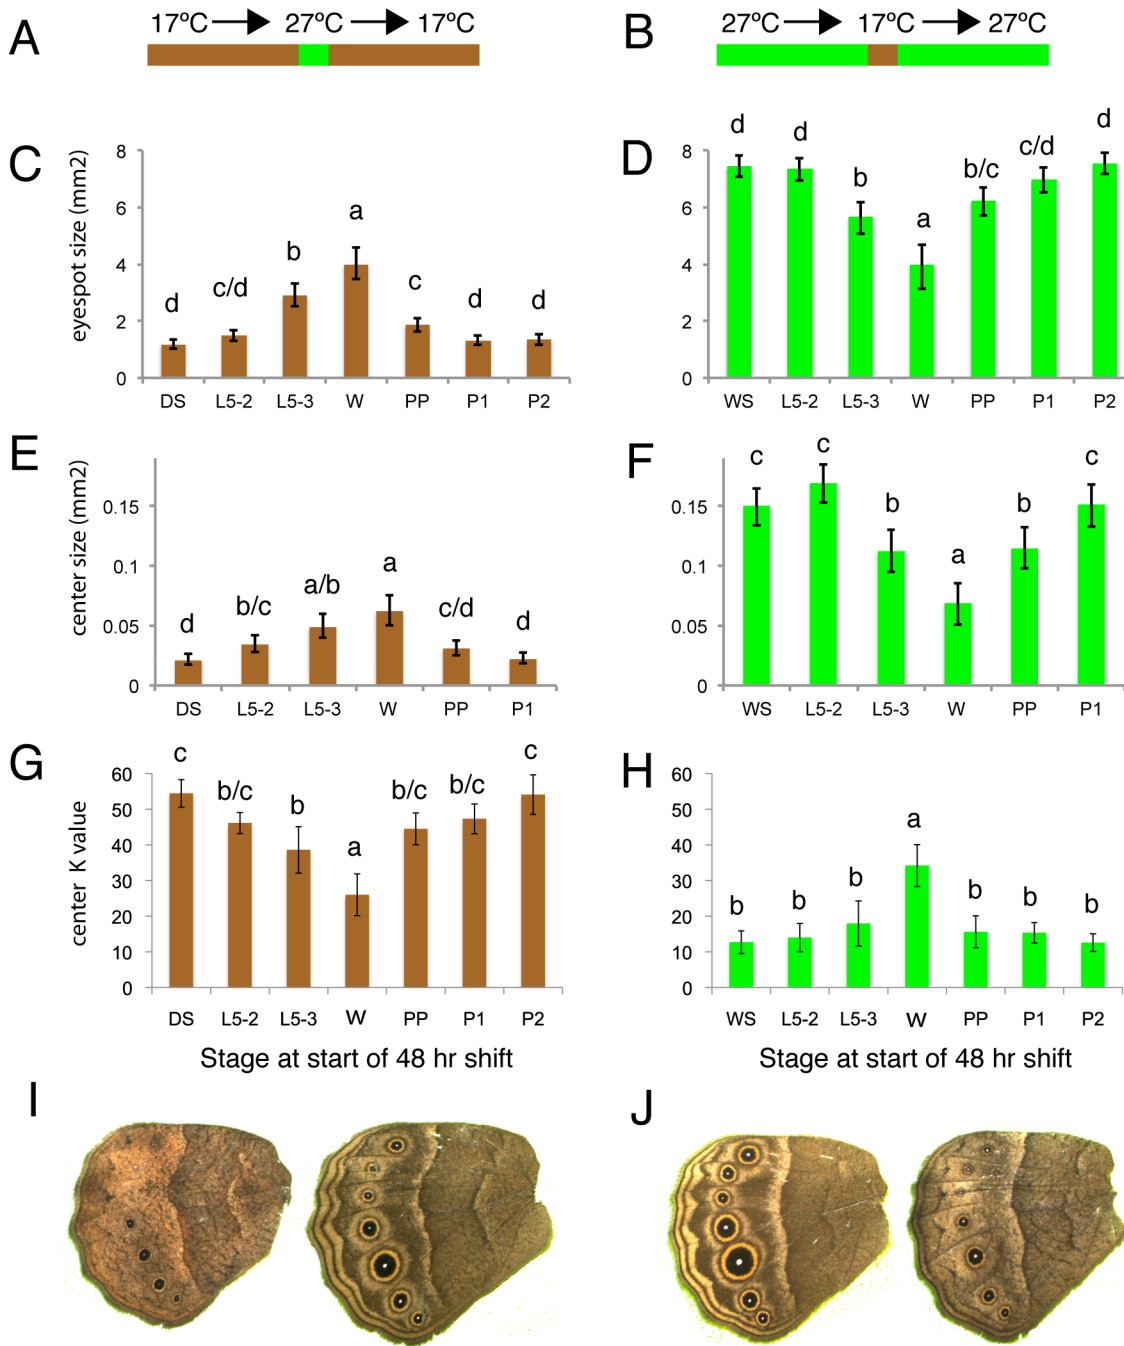 A
17ºC → 27ºC → 17ºC
B
27ºC → 17ºC → 27ºC
C
eyespot size (mm2)
8
6
4
2
0
d
c/d
b
a
c
d
d
DS L5-2 L5-3 W PP P1 P2
D
8
6
4
2
0
d
d
b
a
b/c
c/d
d
WS L5-2 L5-3 W PP P1 P2
E
center size (mm2)
0.15
0.1
0.05
0
d
b/c
a/b
a
c/d
d
DS L5-2 L5-3 W PP P1
F
0.15
0.1
0.05
0
c
c
b
a
b
c
WS L5-2 L5-3 W PP P1
G
center K value
60
50
40
30
20
10
0
c
b/c
b
a
b/c
b/c
c
DS L5-2 L5-3 W PP P1 P2
Stage at start of 48 hr shift
H
60
50
40
30
20
10
0
b
b
b
a
b
b
b
WS L5-2 L5-3 W PP P1 P2
Stage at start of 48 hr shift
I
J